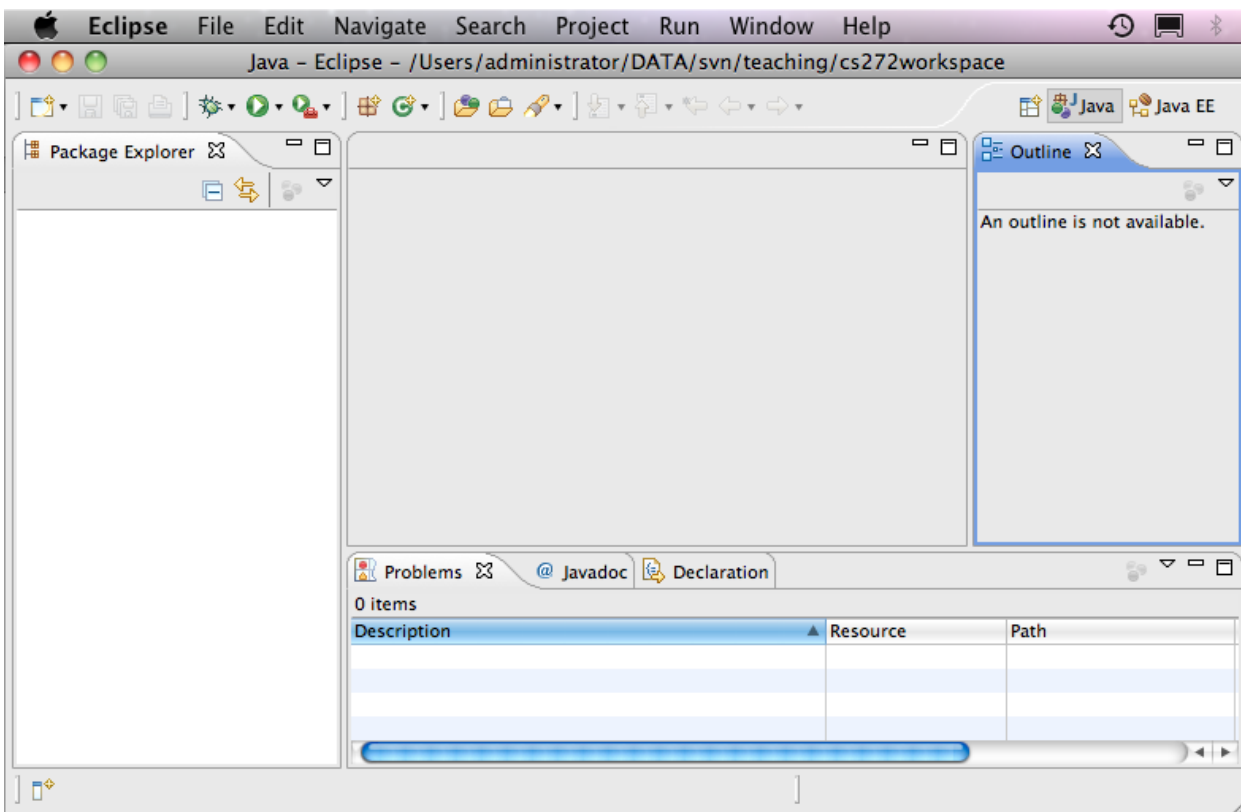 Eclipse File Edit Navigate Search Project Run Window Help
Java – Eclipse – /Users/administrator/DATA/svn/teaching/cs272workspace
Java Java EE
Package Explorer
Outline
An outline is not available.
Problems @ Javadoc Declaration
0 items
Description Resource Path